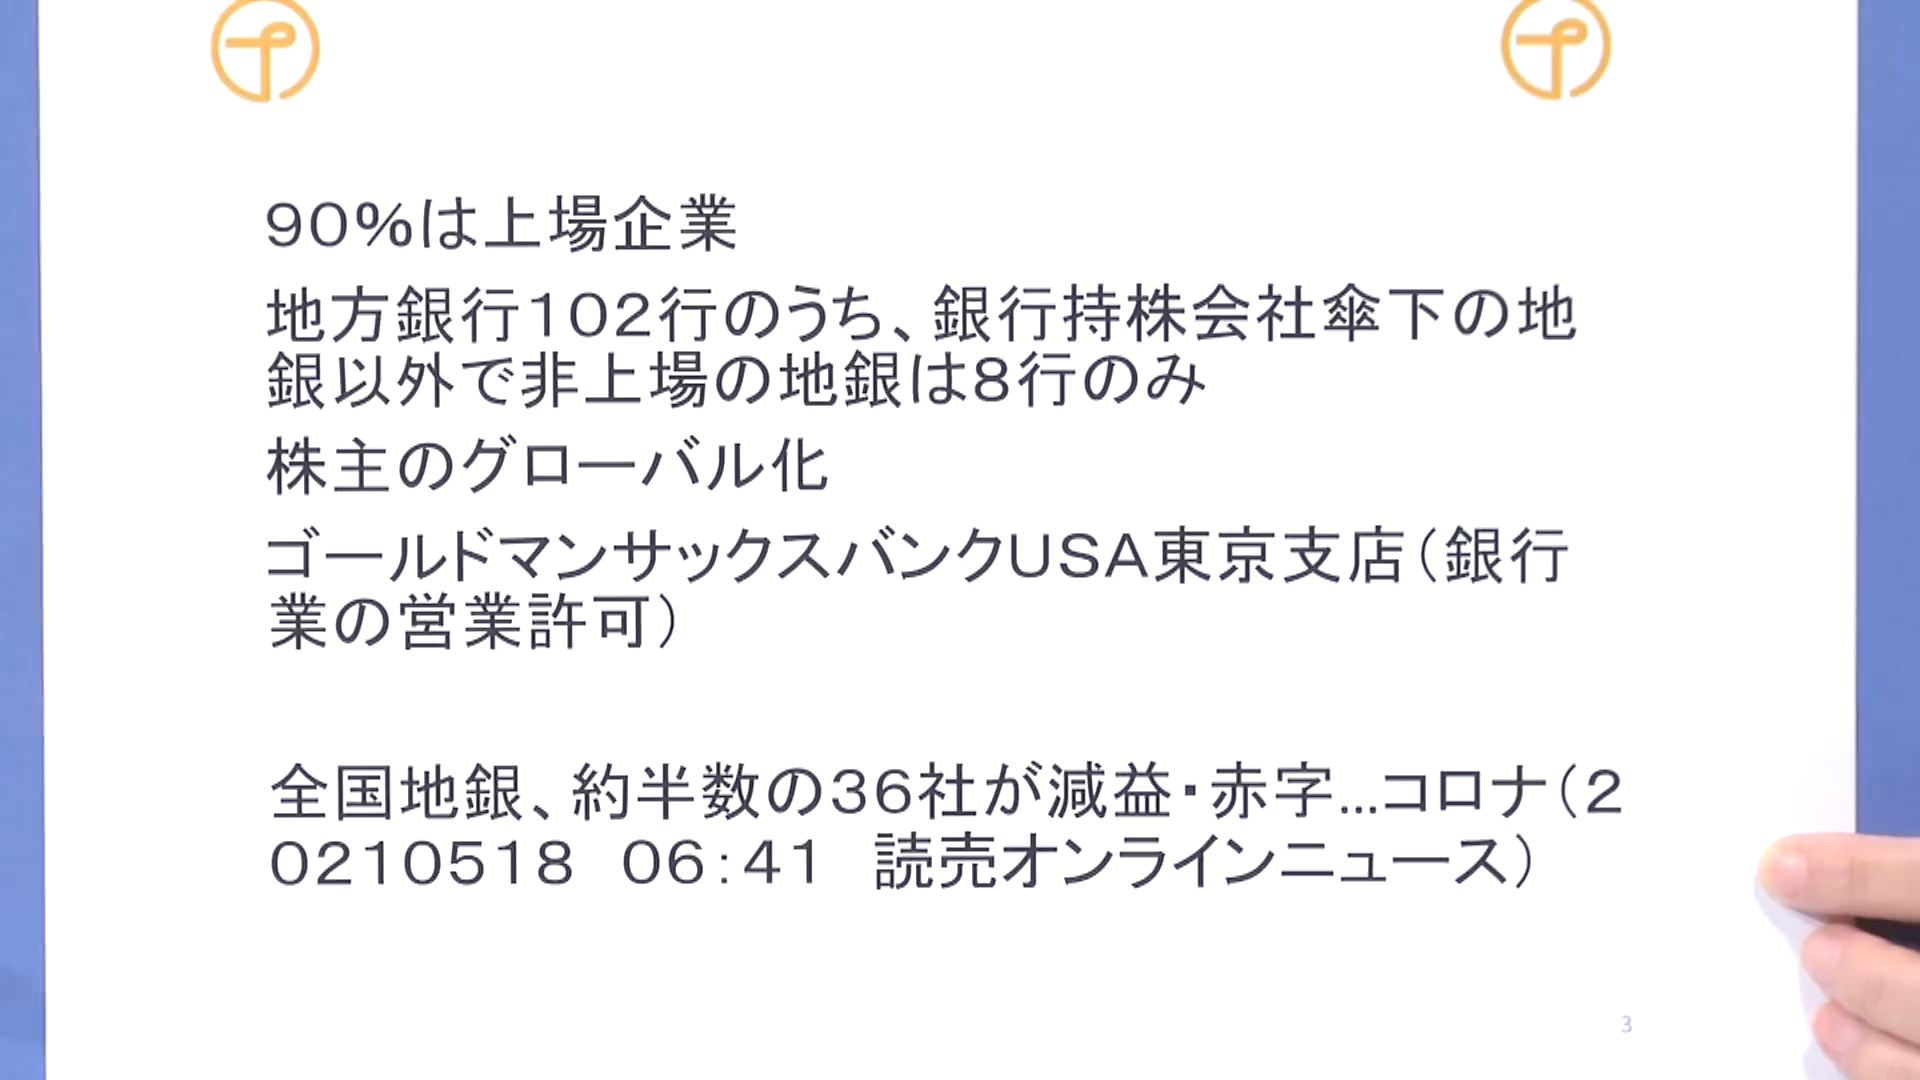 90%は上場企業
地方銀行102行のうち、銀行持株会社傘下の地
銀以外で非上場の地銀は8行のみ
株主のグローバル化
ゴールドマンサックスバンクUSA東京支店(銀行
業の営業許可)
全国地銀、約半数の36社が減益・赤字…コロナ(2
0210518　06:41　読売オンラインニュース)
3